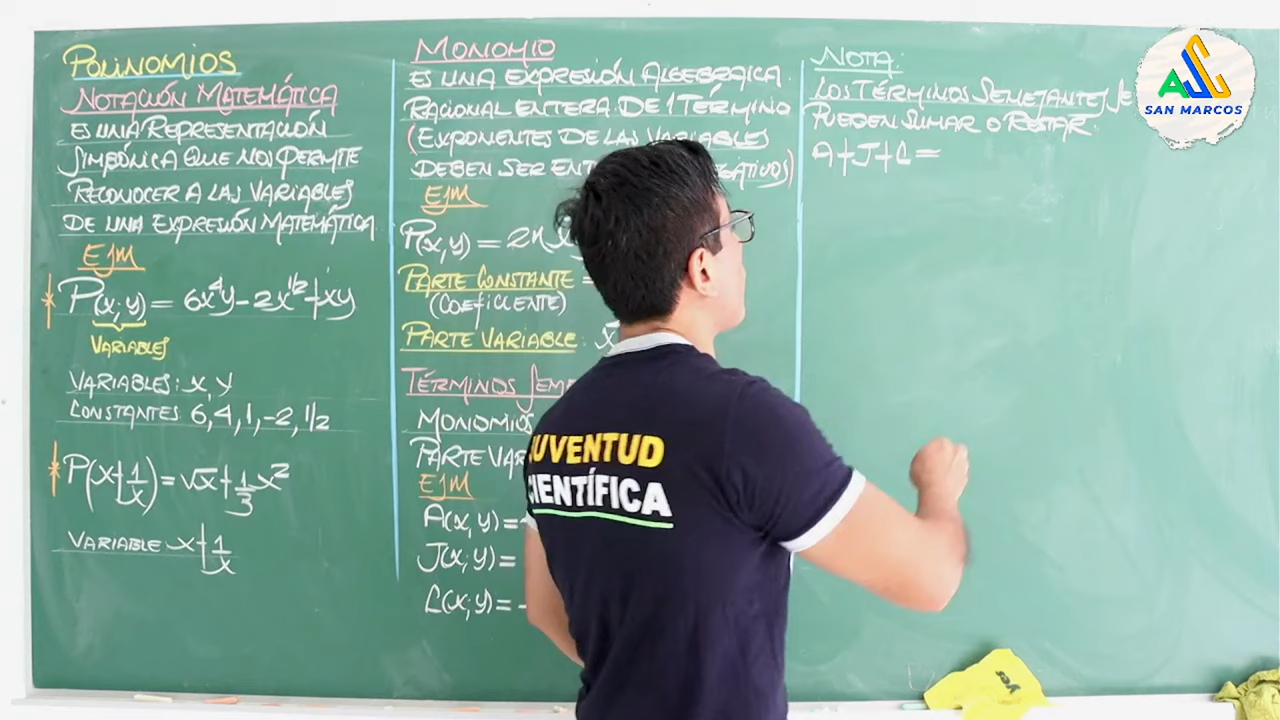 POLINOMIOS
NOTACIÓN MATEMÁTICA
ES UNA REPRESENTACIÓN
SIMBÓLICA QUE NOS PERMITE
RECONOCER A LAS VARIABLES
DE UNA EXPRESIÓN MATEMÁTICA
EJM
P(x;y) = 6x⁴y - 2x^1/2 + xy
VARIABLES
VARIABLES: x, y
CONSTANTES: 6, 4, 1, -2, 1/2
P(x+1/x) = √x + 1/3 x²
VARIABLE: x+1/x
MONOMIO
ES UNA EXPRESIÓN ALGEBRAICA
RACIONAL ENTERA DE 1 TÉRMINO
(EXPONENTES DE LAS VARIABLES
DEBEN SER
EJM
P(x,y) =
PARTE CONSTANTE =
(COEFICIENTE)
PARTE VARIABLE: x
TÉRMINOS
MONOMIOS
PARTE
EJM
A(x,y) =
J(x;y) =
C(x;y) = -
NOTA:
LOS TÉRMINOS SEMEJANTES SE
PUEDEN SUMAR O RESTAR.
A+J+C =
SAN MARCOS
JUVENTUD
CIENTÍFICA
yes